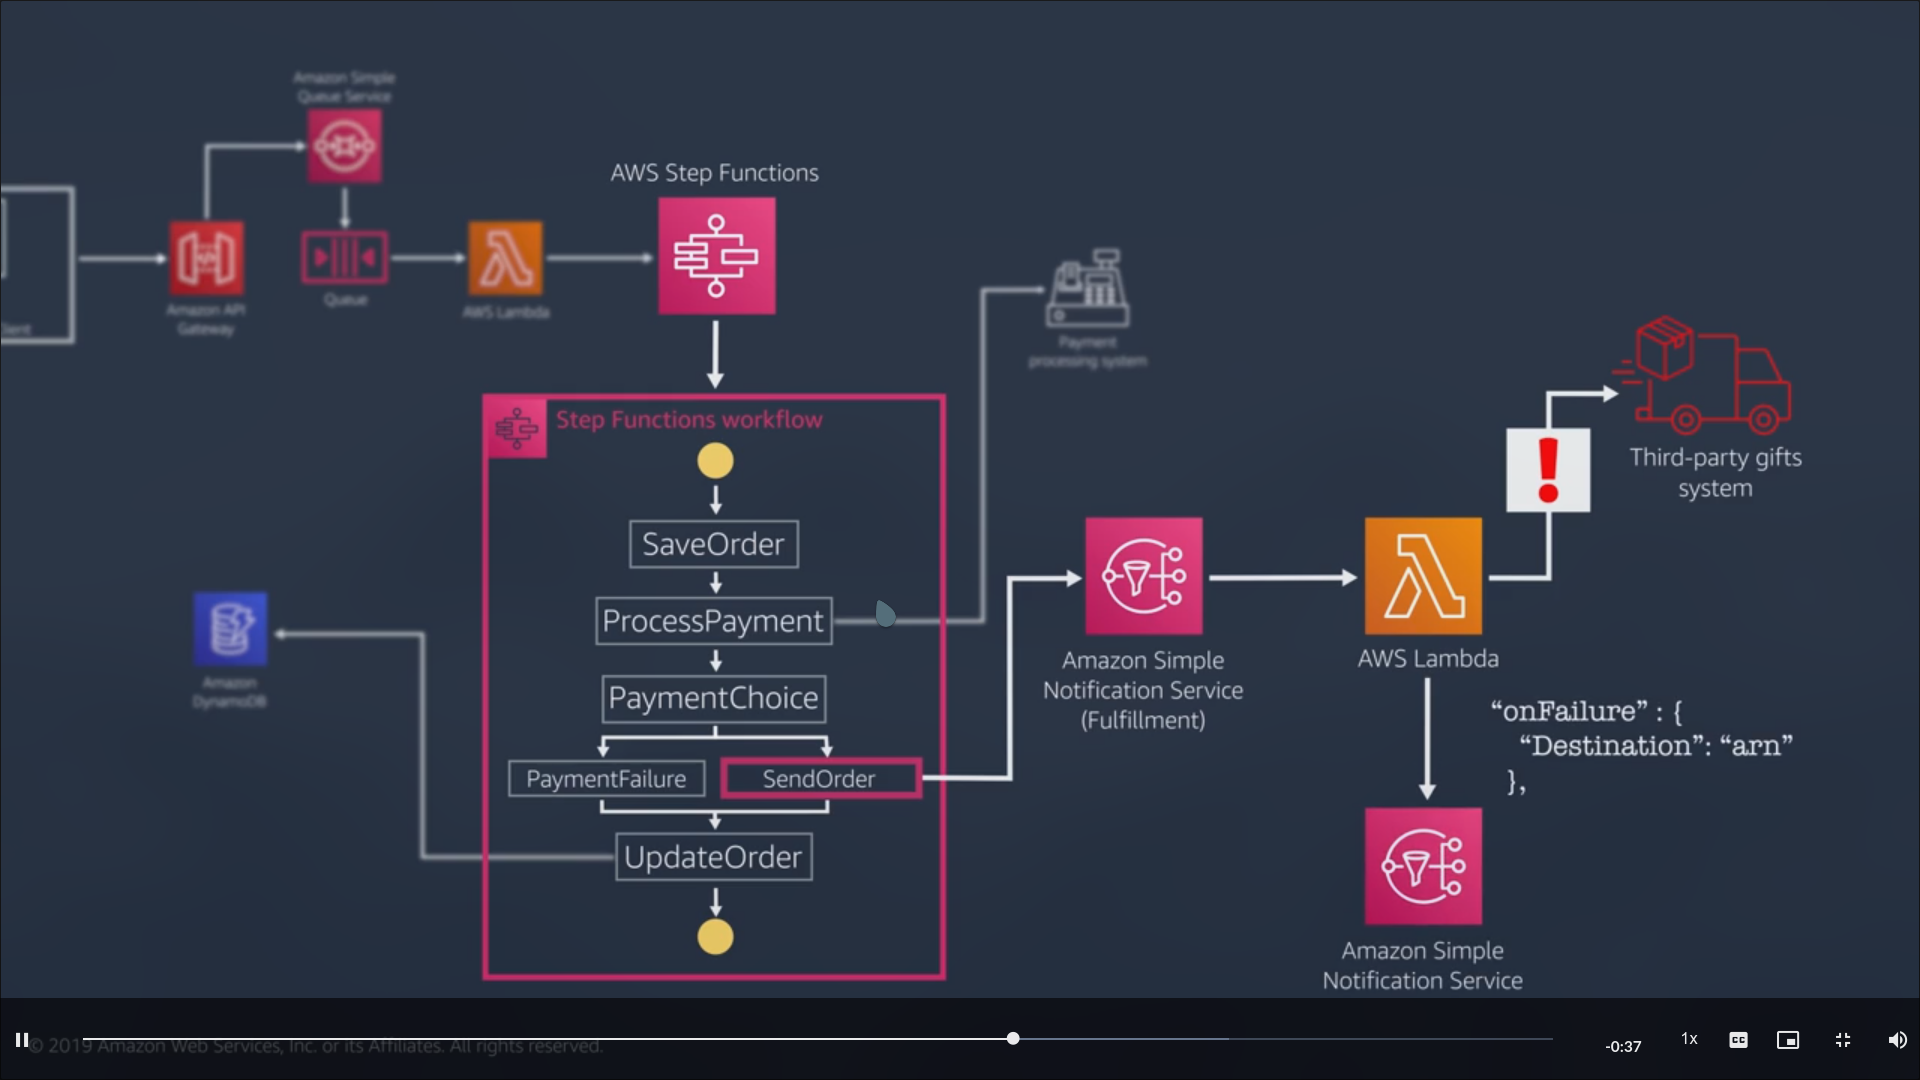 Amazon Simple
Queue Service
AWS Step Functions
Amazon API
Gateway
Queue
AWS Lambda
Client
Payment
processing system
Third-party gifts
system
Step Functions workflow
SaveOrder
ProcessPayment
PaymentChoice
PaymentFailure
SendOrder
UpdateOrder
Amazon
DynamoDB
Amazon Simple
Notification Service
(Fulfillment)
AWS Lambda
“onFailure” : {
“Destination”: “arn”
},
Amazon Simple
Notification Service
© 2019 Amazon Web Services, Inc. or its Affiliates. All rights reserved.
-0:37
1x
CC